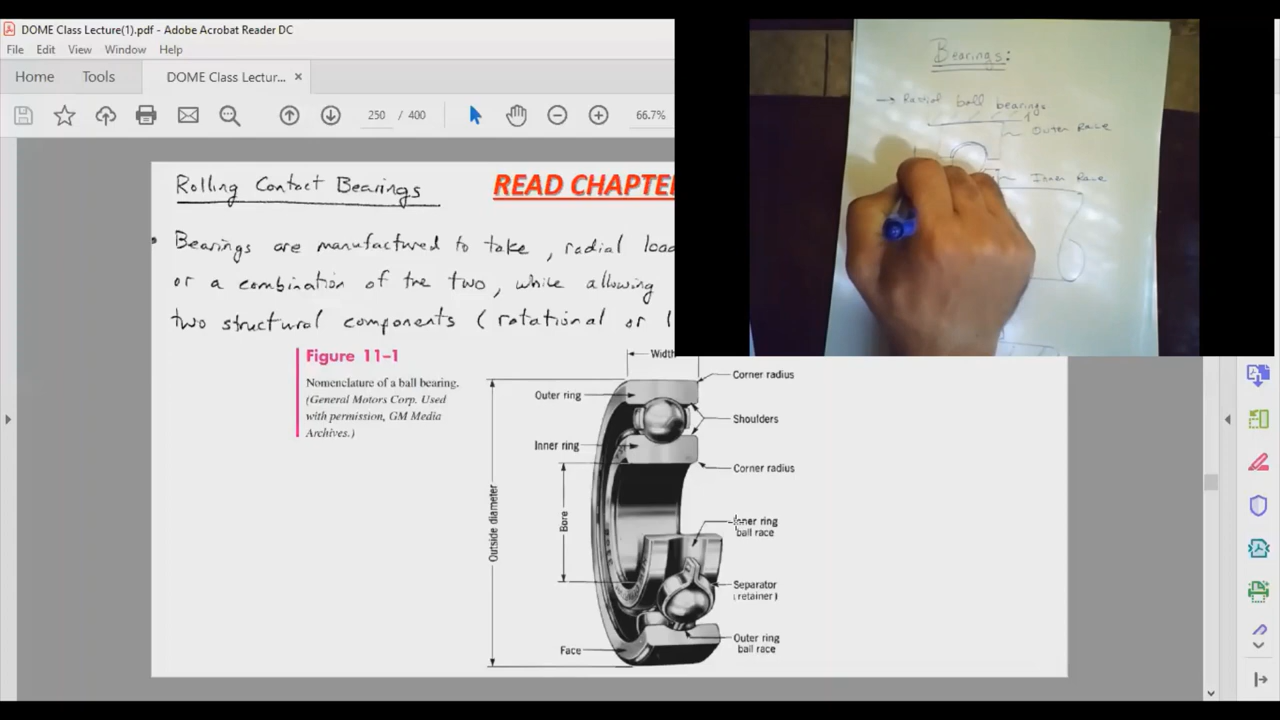 DOME Class Lecture(1).pdf - Adobe Acrobat Reader DC
File Edit View Window Help
Home Tools DOME Class Lectur... ×
250 / 400 66.7%
Bearings:
→ Radial ball bearings
Outer Race
Inner Race
Rolling Contact Bearings READ CHAPTE
• Bearings are manufactured to take, radial loa
or a combination of the two, while allowing
two structural components (rotational or
Figure 11–1
Nomenclature of a ball bearing.
(General Motors Corp. Used
with permission, GM Media
Archives.)
Width
Corner radius
Outer ring
Shoulders
Inner ring
Corner radius
Outside diameter
Bore
Inner ring
ball race
Separator
(retainer)
Outer ring
ball race
Face